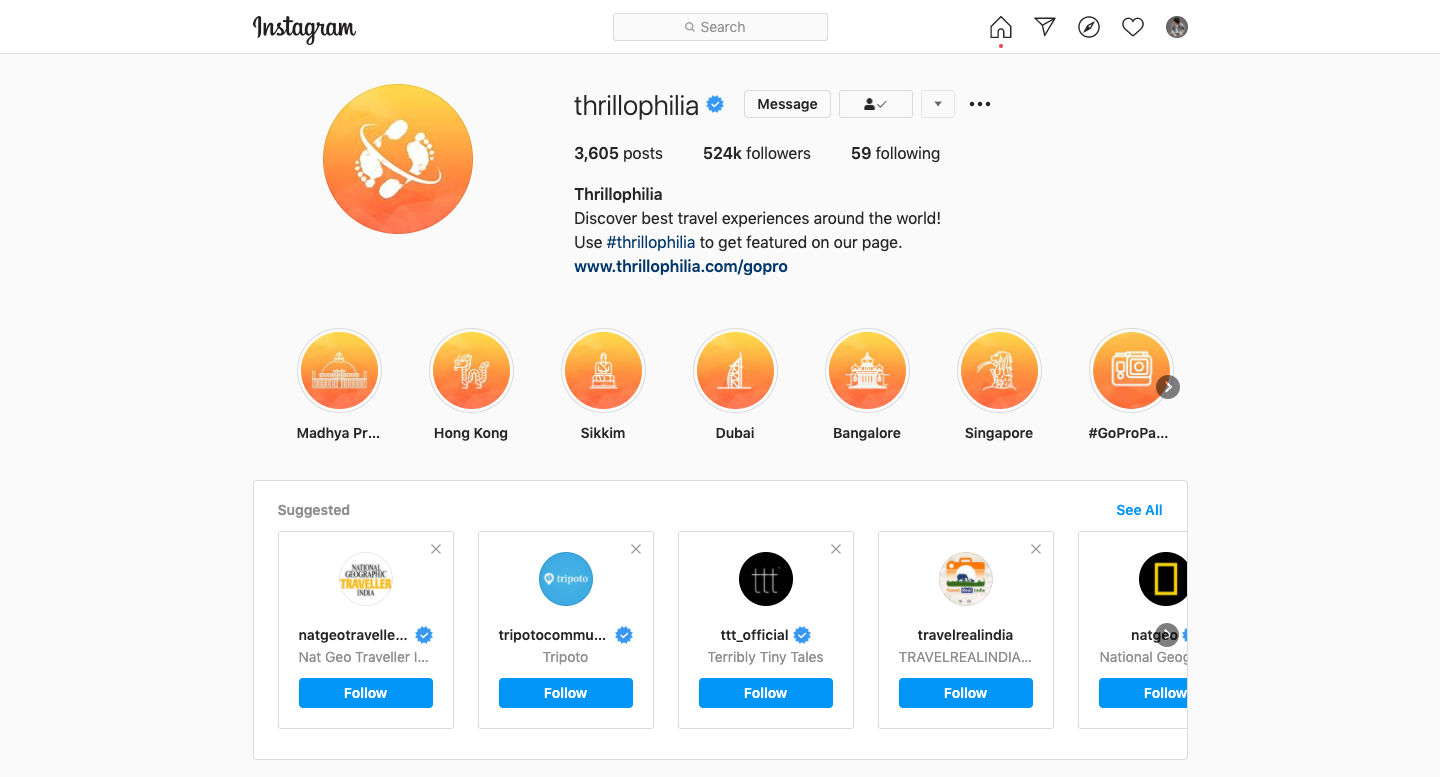 Instagram
Search
thrillophilia
Message
3,605 posts 524k followers 59 following
Thrillophilia
Discover best travel experiences around the world!
Use #thrillophilia to get featured on our page.
www.thrillophilia.com/gopro
Madhya Pr... Hong Kong Sikkim Dubai Bangalore Singapore #GoProPa...
Suggested See All
NATIONAL
GEOGRAPHIC
TRAVELLER
INDIA
tripoto
ttt
Travel Real India
natgeotravelle... tripotocommu... ttt_official travelrealindia natgeo
Nat Geo Traveller I... Tripoto Terribly Tiny Tales TRAVELREALINDIA... National Geog
Follow Follow Follow Follow Follow